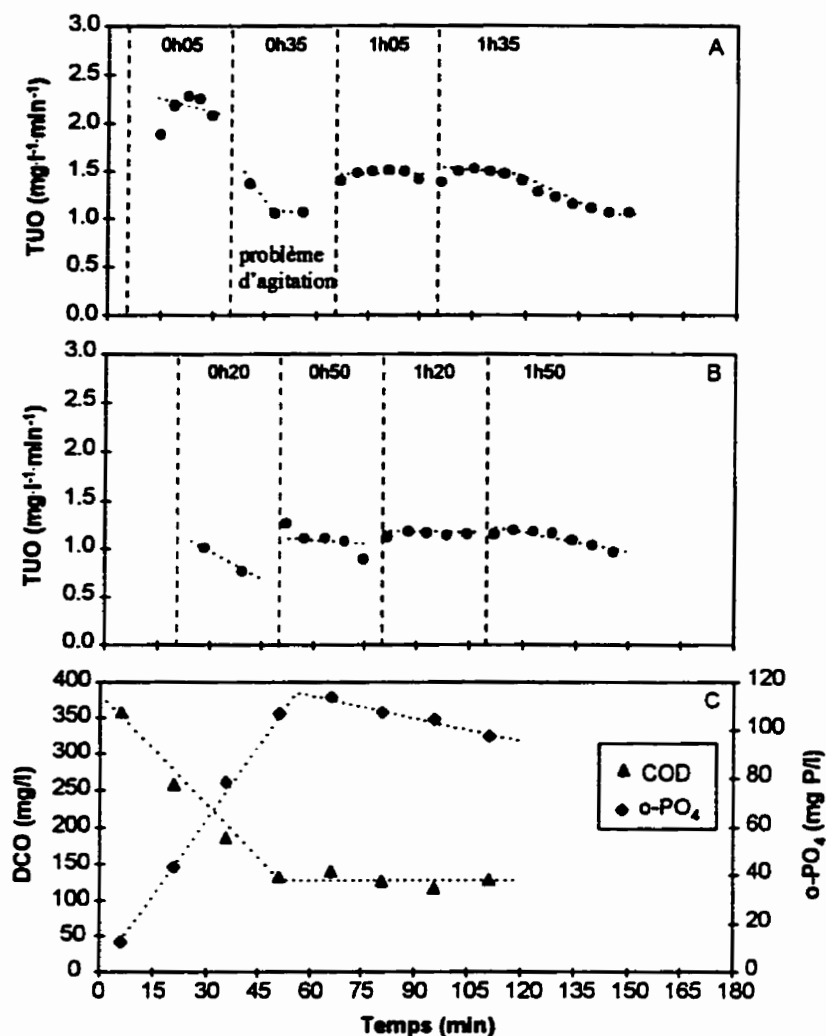 3.0
0h05 0h35 1h05 1h35 A
2.5
2.0
1.5
1.0
0.5
0.0
TUO (mg·l⁻¹·min⁻¹)
problème
d'agitation
3.0
0h20 0h50 1h20 1h50 B
2.5
2.0
1.5
1.0
0.5
0.0
TUO (mg·l⁻¹·min⁻¹)
400 120
C
350 100
300
250 80
200 60
150 40
100
50 20
0 0
DCO (mg/l)
COD
o-PO₄
o-PO₄ (mg P/l)
0 15 30 45 60 75 90 105 120 135 150 165 180
Temps (min)